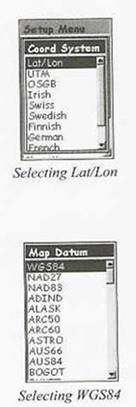 Setup Menu
Coord System
Lat/Lon
UTM
OSGB
Irish
Swiss
Swedish
Finnish
German
French
Selecting Lat/Lon
Map Datum
WGS84
NAD27
NAD83
ADIND
ALASK
ARC50
ARC60
ASTRO
AUS66
AUS84
BOGOT
Selecting WGS84